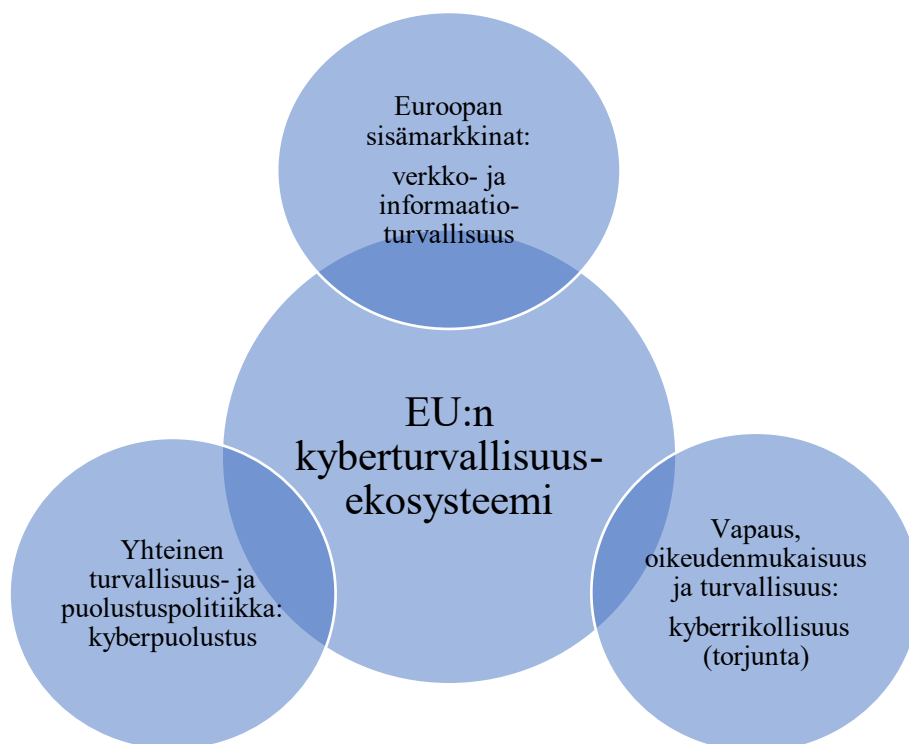 Euroopan
sisämarkkinat:
verkko- ja
informaatio-
turvallisuus
EU:n
kyberturvallisuus-
ekosysteemi
Yhteinen
turvallisuus- ja
puolustuspolitiikka:
kyberpuolustus
Vapaus,
oikeudenmukaisuus
ja turvallisuus:
kyberrikollisuus
(torjunta)